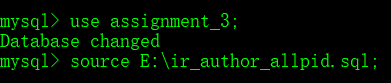 mysql> use assignment_3;
Database changed
mysql> source E:\ir_author_allpid.sql;